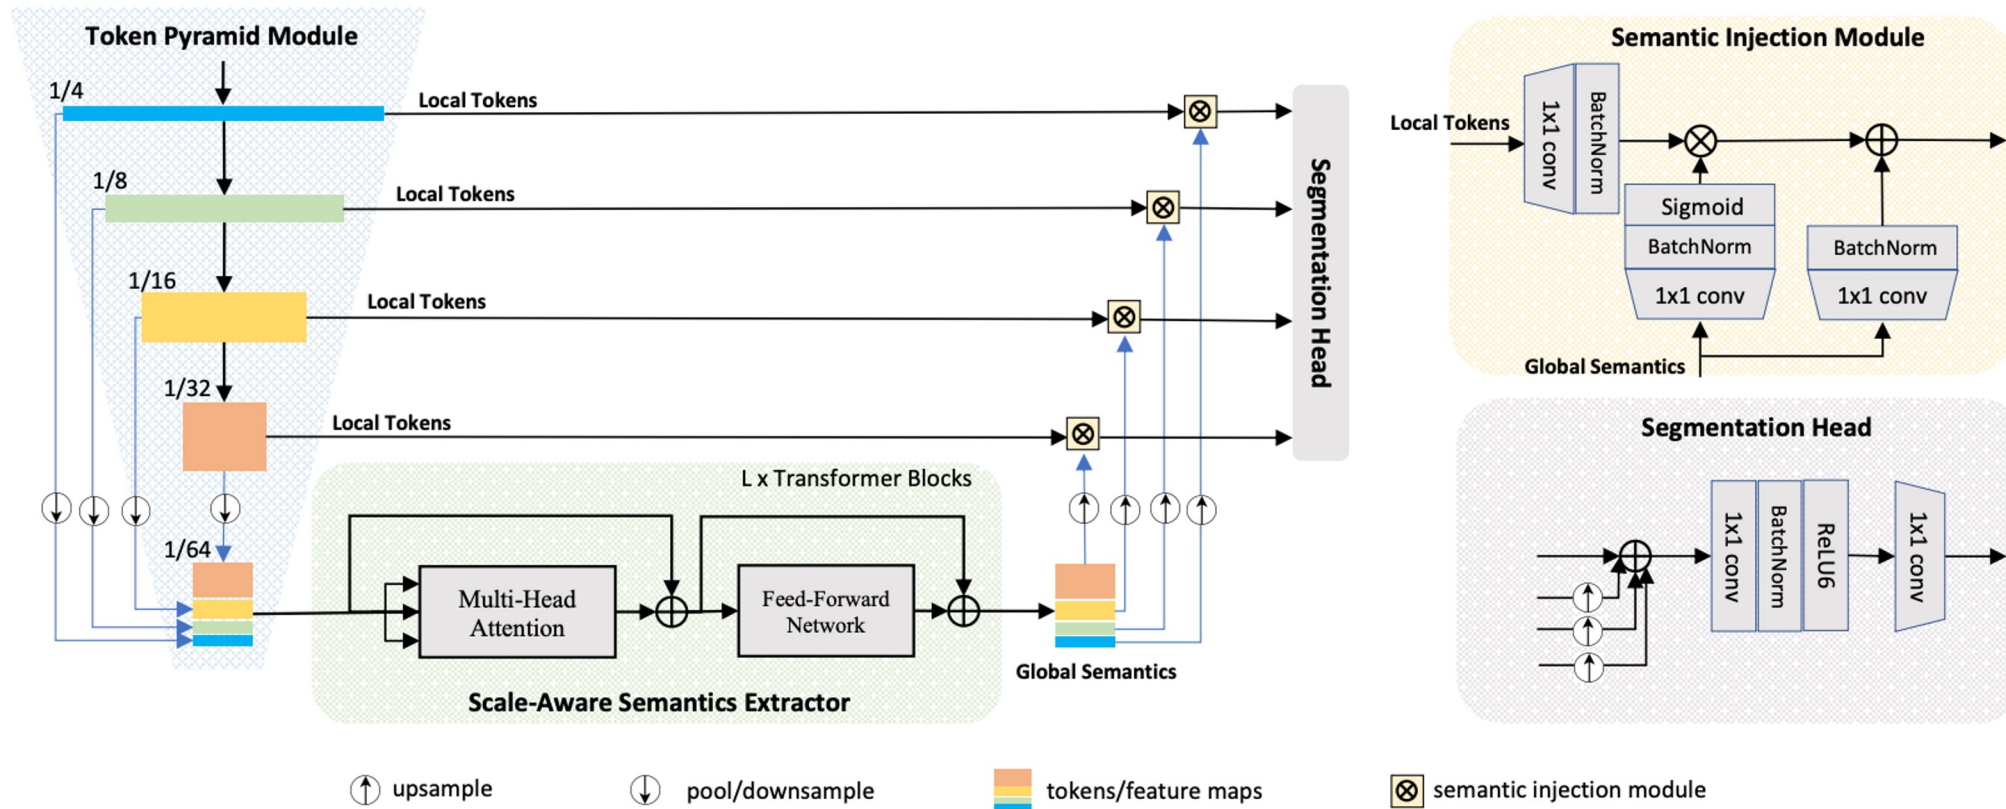 Token Pyramid Module
1/4
Local Tokens
1/8
Local Tokens
1/16
Local Tokens
1/32
Local Tokens
1/64
L x Transformer Blocks
Multi-Head
Attention
Feed-Forward
Network
Scale-Aware Semantics Extractor
Global Semantics
Segmentation Head
Semantic Injection Module
Local Tokens
1x1 conv
BatchNorm
Sigmoid
BatchNorm
1x1 conv
BatchNorm
1x1 conv
Global Semantics
Segmentation Head
1x1 conv
BatchNorm
ReLU6
1x1 conv
upsample
pool/downsample
tokens/feature maps
semantic injection module